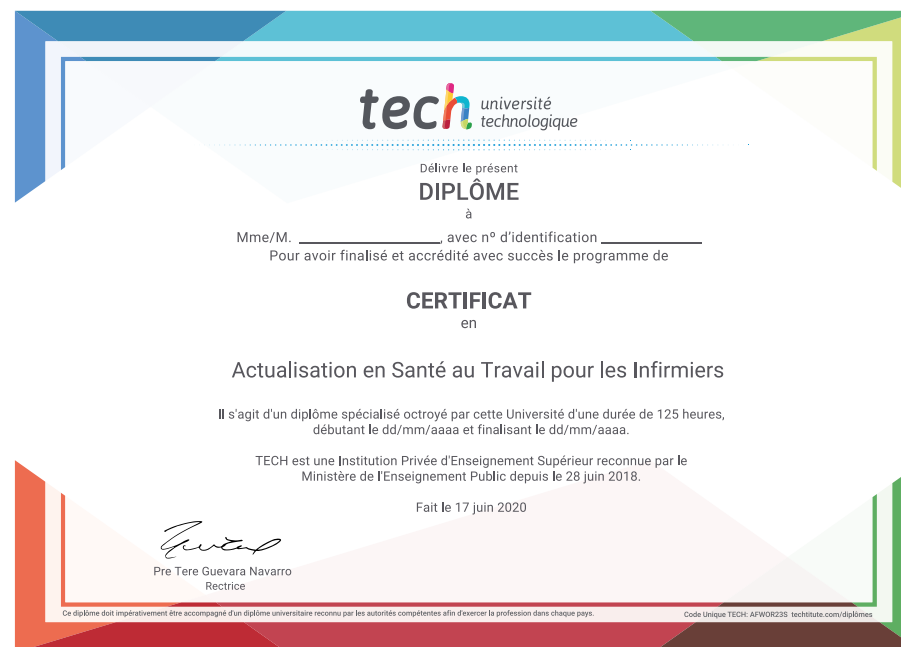 tech université
technologique
Délivre le présent
DIPLÔME
à
Mme/M. ____________________, avec nº d'identification ______________
Pour avoir finalisé et accrédité avec succès le programme de
CERTIFICAT
en
Actualisation en Santé au Travail pour les Infirmiers
Il s'agit d'un diplôme spécialisé octroyé par cette Université d'une durée de 125 heures,
débutant le dd/mm/aaaa et finalisant le dd/mm/aaaa.
TECH est une Institution Privée d'Enseignement Supérieur reconnue par le
Ministère de l'Enseignement Public depuis le 28 juin 2018.
Fait le 17 juin 2020
Pre Tere Guevara Navarro
Rectrice
Ce diplôme doit impérativement être accompagné d'un diplôme universitaire reconnu par les autorités compétentes afin d'exercer la profession dans chaque pays.
Code Unique TECH: AFWOR23S techtitute.com/diplômes